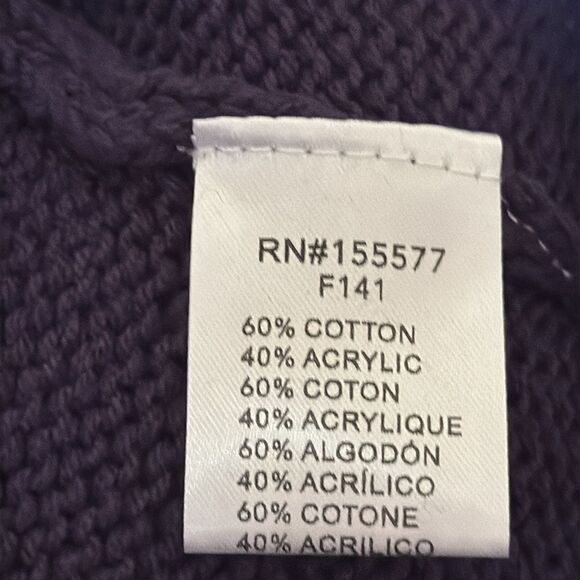 RN#155577
F141
60% COTTON
40% ACRYLIC
60% COTON
40% ACRYLIQUE
60% ALGODÓN
40% ACRÍLICO
60% COTONE
40% ACRILICO